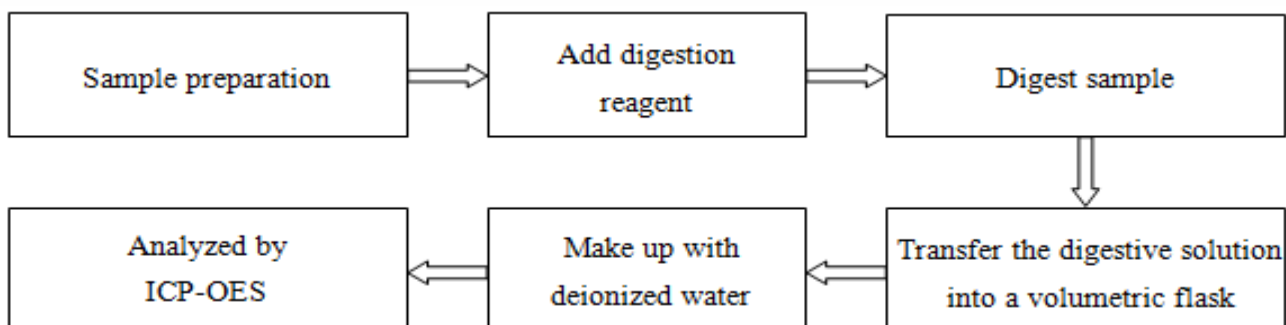 Sample preparation
Add digestion
reagent
Digest sample
Transfer the digestive solution
into a volumetric flask
Make up with
deionized water
Analyzed by
ICP-OES